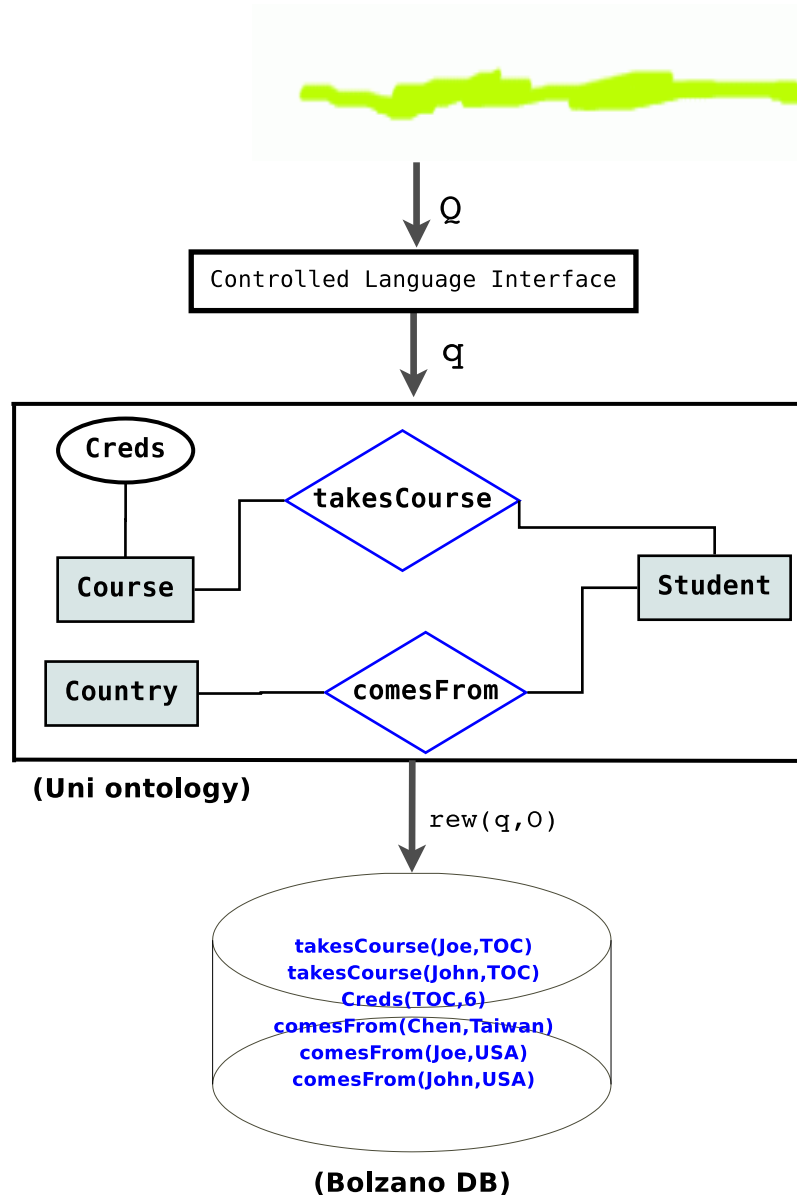 Q
Controlled Language Interface
q
Creds
takesCourse
Course
Student
Country
comesFrom
(Uni ontology)
rew(q,O)
takesCourse(Joe,TOC)
takesCourse(John,TOC)
Creds(TOC,6)
comesFrom(Chen,Taiwan)
comesFrom(Joe,USA)
comesFrom(John,USA)
(Bolzano DB)